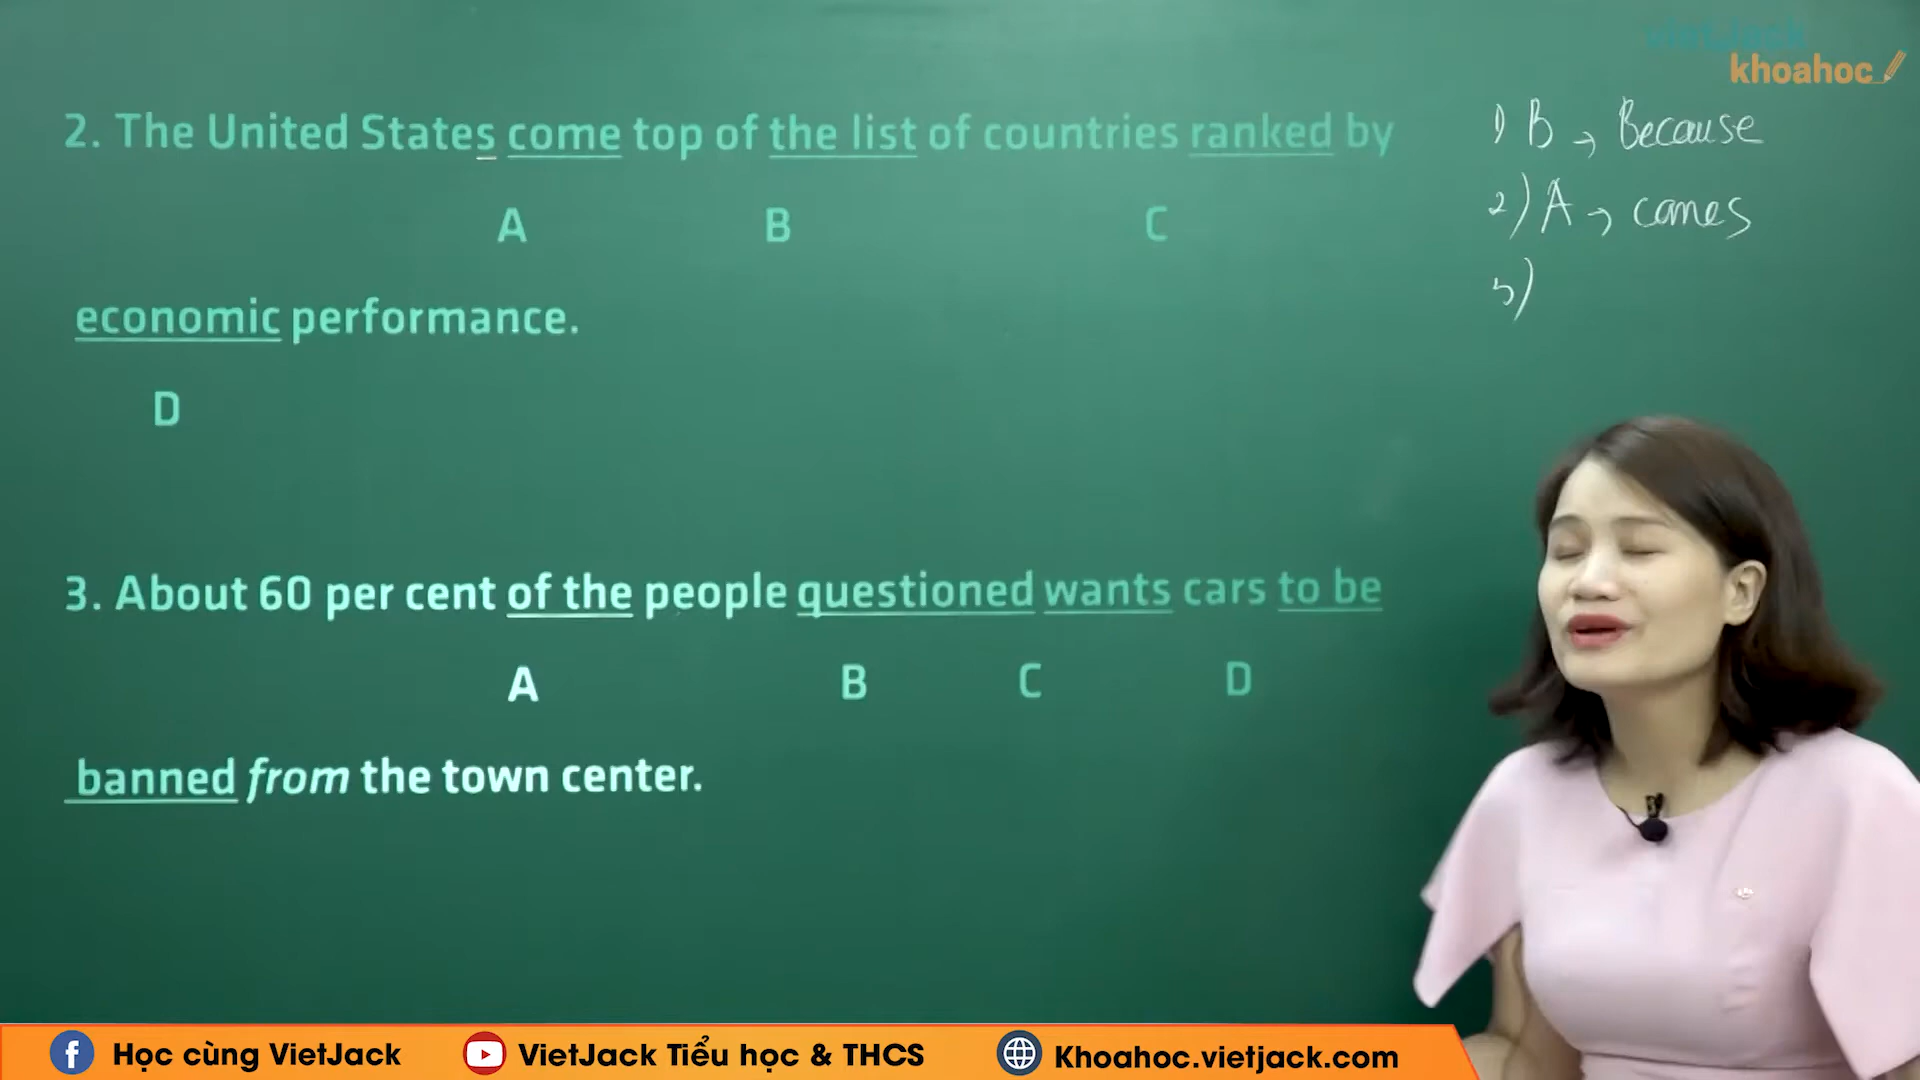 vietjack
khoahoc
2. The United States come top of the list of countries ranked by
A B C
economic performance.
D
3. About 60 per cent of the people questioned wants cars to be
A B C D
banned from the town center.
1) B → Because
2) A → comes
3)
Học cùng VietJack
VietJack Tiểu học & THCS
Khoahoc.vietjack.com